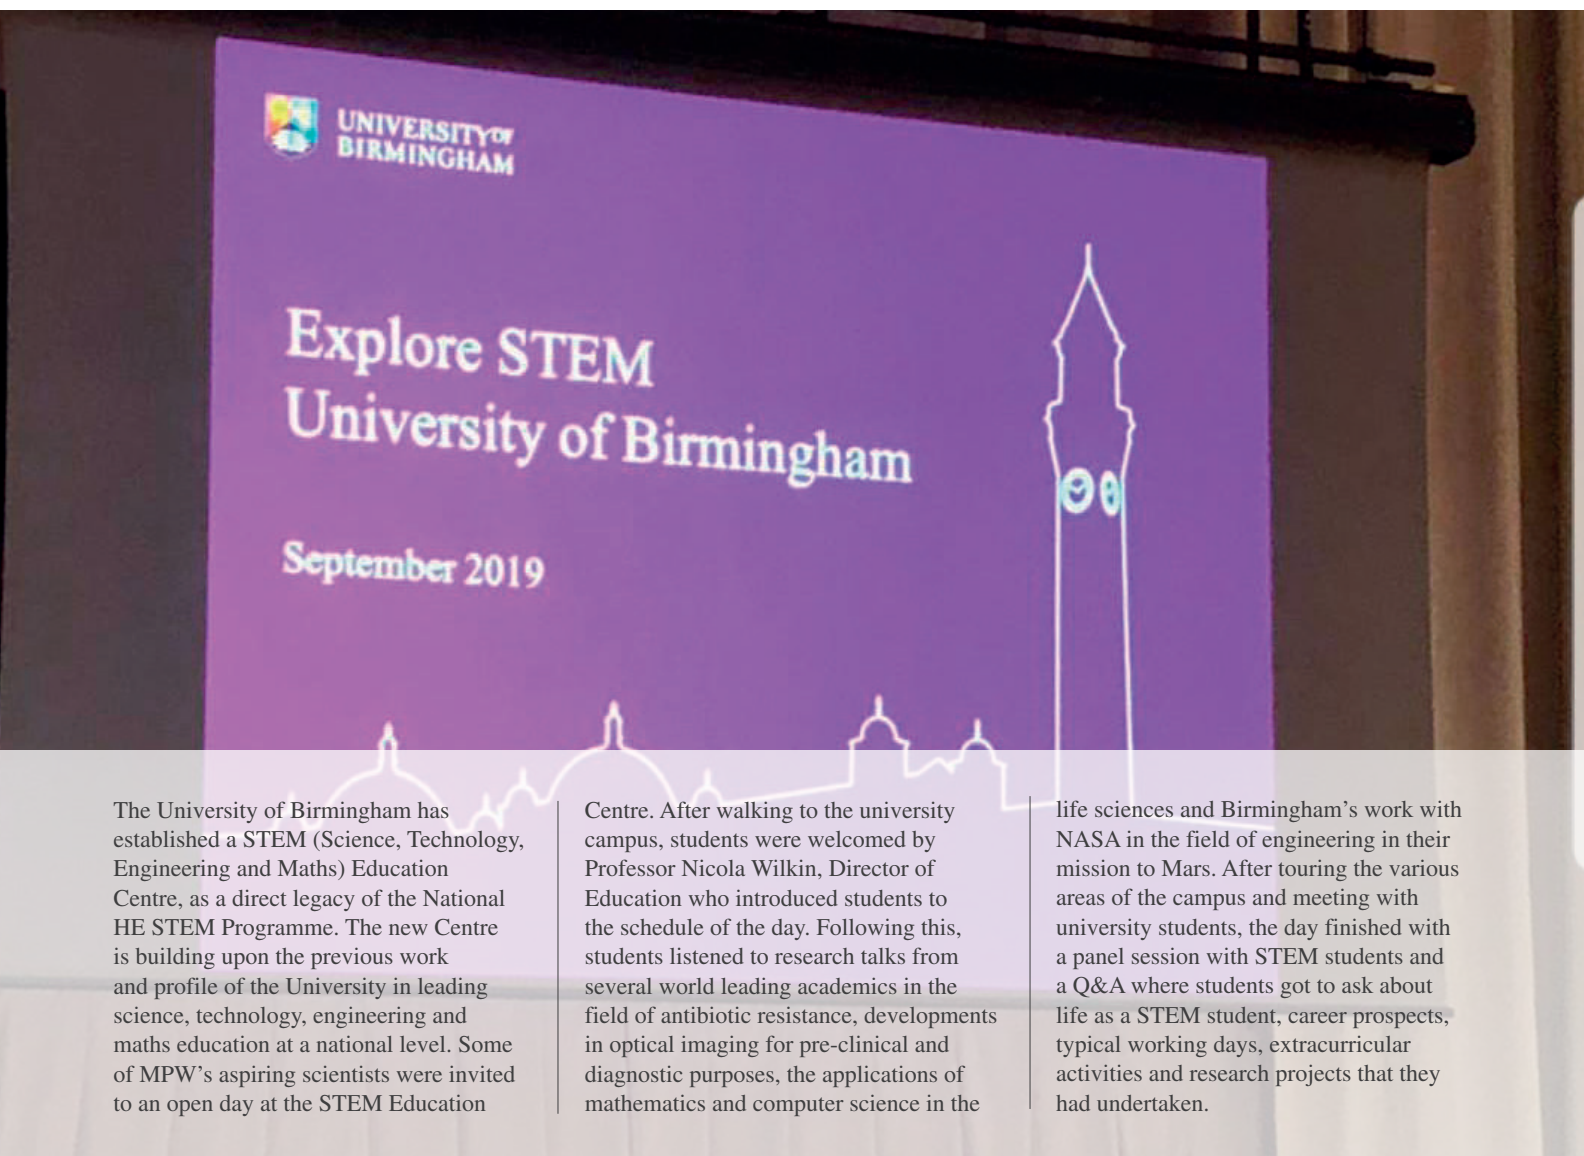 UNIVERSITY OF
BIRMINGHAM
Explore STEM
University of Birmingham
September 2019
The University of Birmingham has
established a STEM (Science, Technology,
Engineering and Maths) Education
Centre, as a direct legacy of the National
HE STEM Programme. The new Centre
is building upon the previous work
and profile of the University in leading
science, technology, engineering and
maths education at a national level. Some
of MPW’s aspiring scientists were invited
to an open day at the STEM Education
Centre. After walking to the university
campus, students were welcomed by
Professor Nicola Wilkin, Director of
Education who introduced students to
the schedule of the day. Following this,
students listened to research talks from
several world leading academics in the
field of antibiotic resistance, developments
in optical imaging for pre-clinical and
diagnostic purposes, the applications of
mathematics and computer science in the
life sciences and Birmingham’s work with
NASA in the field of engineering in their
mission to Mars. After touring the various
areas of the campus and meeting with
university students, the day finished with
a panel session with STEM students and
a Q&A where students got to ask about
life as a STEM student, career prospects,
typical working days, extracurricular
activities and research projects that they
had undertaken.